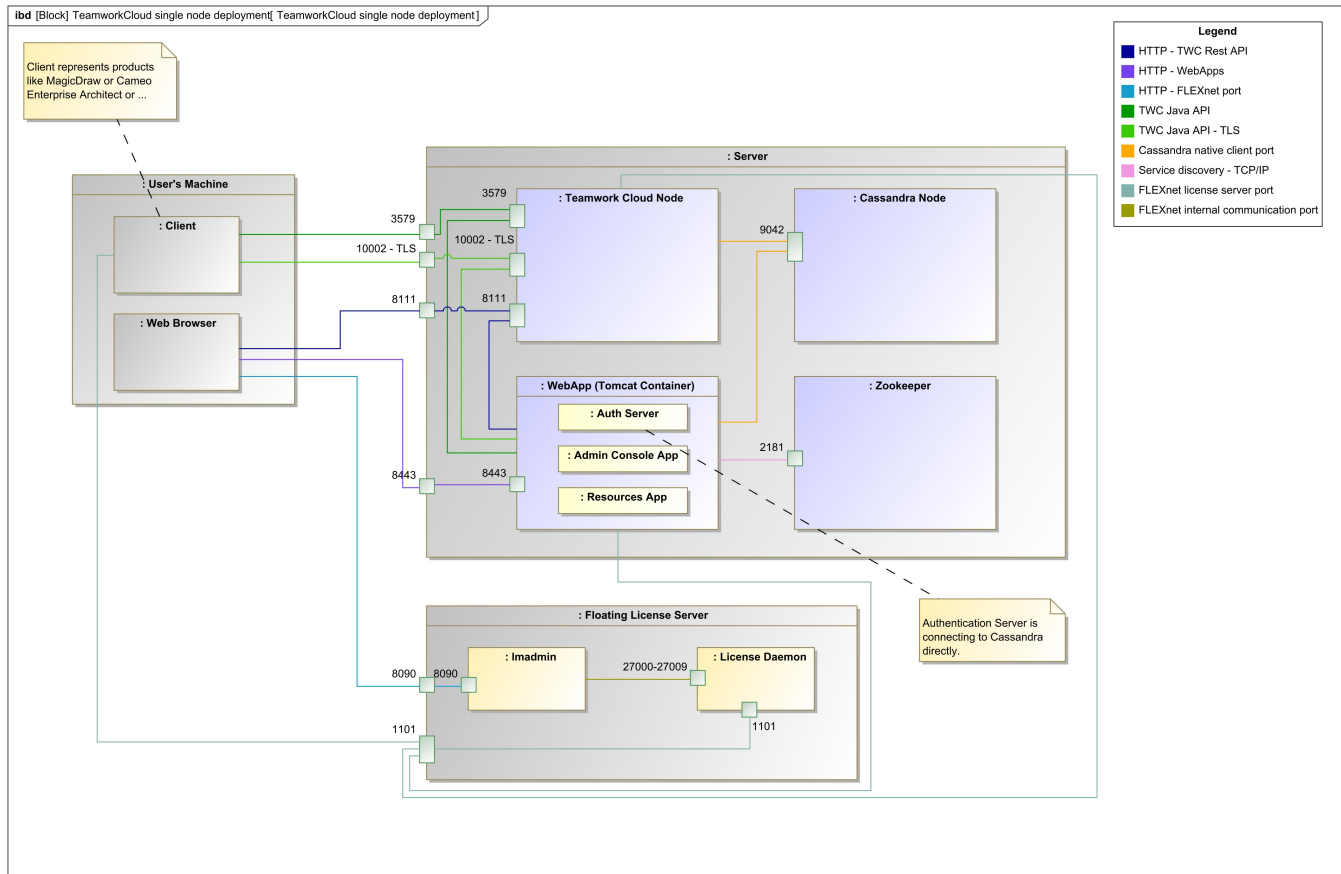 ibd [Block] TeamworkCloud single node deployment[ TeamworkCloud single node deployment]
Client represents products
like MagicDraw or Cameo
Enterprise Architect or ...
Legend
HTTP - TWC Rest API
HTTP - WebApps
HTTP - FLEXnet port
TWC Java API
TWC Java API - TLS
Cassandra native client port
Service discovery - TCP/IP
FLEXnet license server port
FLEXnet internal communication port
: User's Machine
: Client
: Web Browser
: Server
3579
3579
10002 - TLS
10002 - TLS
8111
8111
8443
8443
: Teamwork Cloud Node
: Cassandra Node
9042
: WebApp (Tomcat Container)
: Auth Server
: Admin Console App
: Resources App
: Zookeeper
2181
Authentication Server is
connecting to Cassandra
directly.
: Floating License Server
: lmadmin
: License Daemon
27000-27009
8090
8090
1101
1101